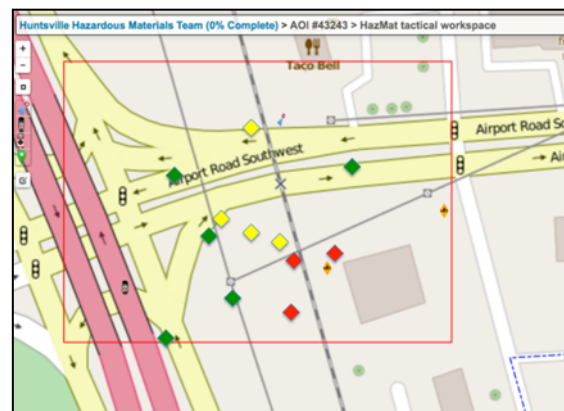 Huntsville Hazardous Materials Team (0% Complete) > AOI #43243 > HazMat tactical workspace
Taco Bell
Airport Road Southwest
Airport Road So